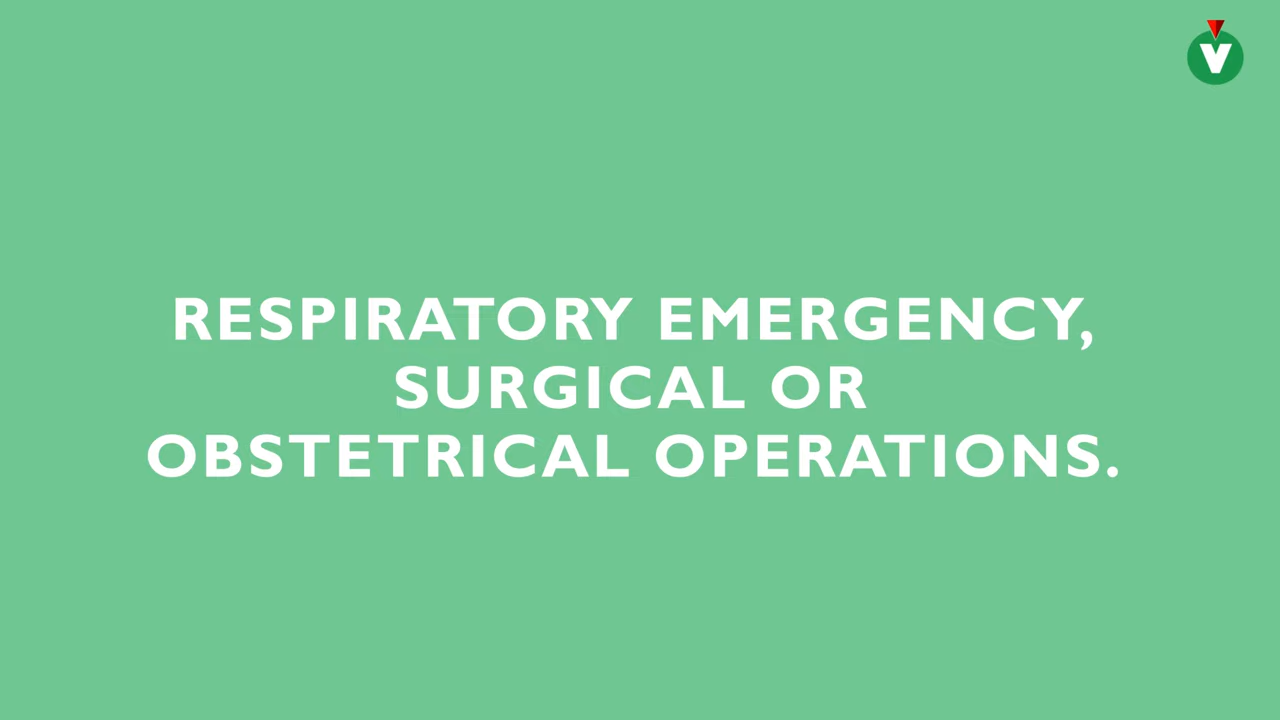 V
RESPIRATORY EMERGENCY,
SURGICAL OR
OBSTETRICAL OPERATIONS.